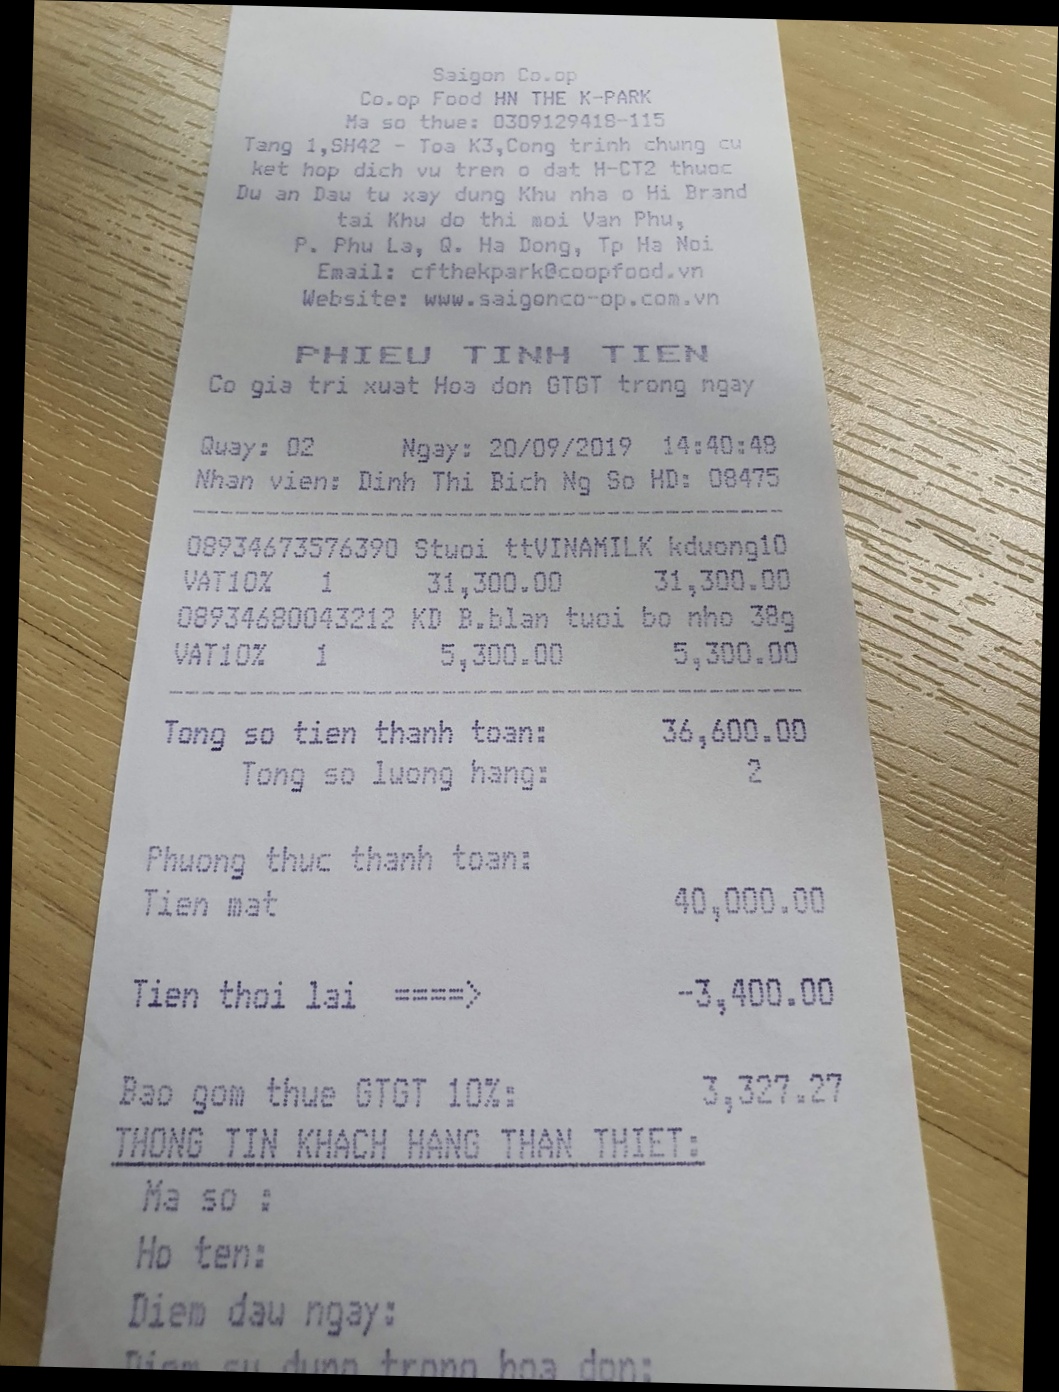 Saigon Co.op
Co.op Food HN THE K-PARK
Ma so thue: 0309129418-115
Tang 1,SH42 - Toa K3,Cong trinh chung cu
ket hop dich vu tren o dat H-CT2 thuoc
Du an Dau tu xay dung Khu nha o Hi Brand
tai Khu do thi moi Van Phu,
P. Phu La, Q. Ha Dong, Tp Ha Noi
Email: cfthekpark@coopfood.vn
Website: www.saigonco-op.com.vn
PHIEU TINH TIEN
Co gia tri xuat Hoa don GTGT trong ngay
Quay: 02 Ngay: 20/09/2019 14:40:48
Nhan vien: Dinh Thi Bich Ng So HD: 08475
08934673576390 Stuoi ttVINAMILK kduong10
VAT10% 1 31,300.00 31,300.00
08934680043212 KD B.blan tuoi bo nho 38g
VAT10% 1 5,300.00 5,300.00
Tong so tien thanh toan: 36,600.00
Tong so luong hang: 2
Phuong thuc thanh toan:
Tien mat 40,000.00
Tien thoi lai ====> -3,400.00
Bao gom thue GTGT 10%: 3,327.27
THONG TIN KHACH HANG THAN THIET:
Ma so :
Ho ten:
Diem dau ngay:
Diem su dung trong hoa don: